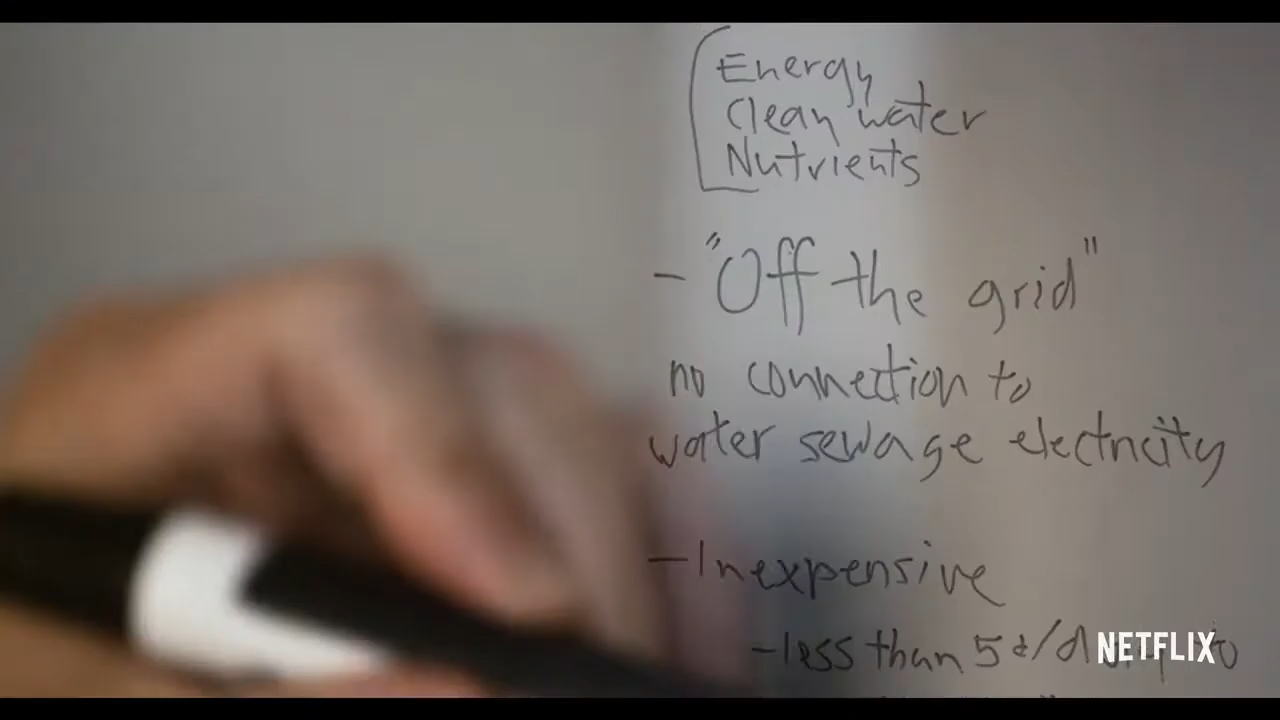 Energy
Clean water
Nutrients
- "Off the grid"
no connection to
water sewage electricity
- Inexpensive
- less than 5¢/
NETFLIX